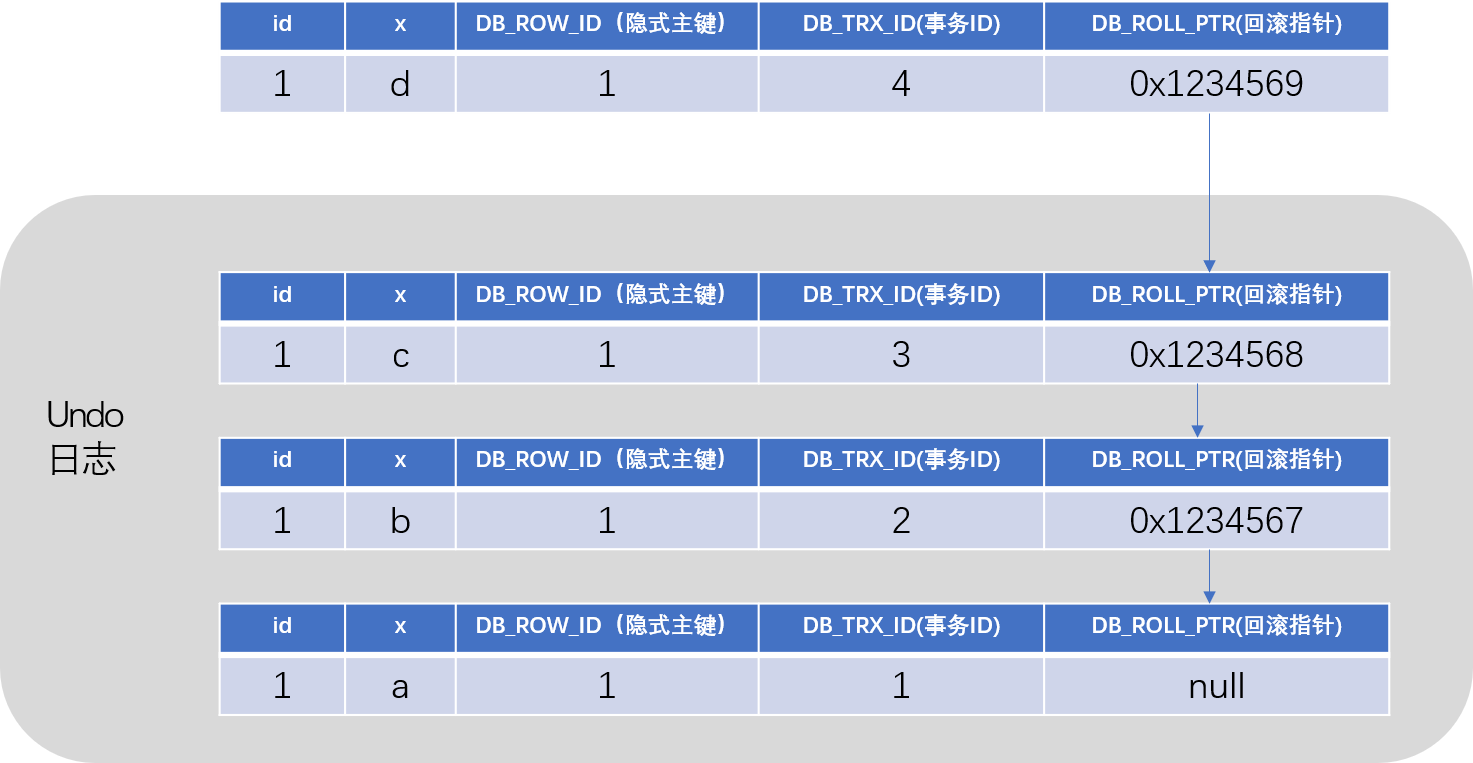 id x DB_ROW_ID（隐式主键） DB_TRX_ID(事务ID) DB_ROLL_PTR(回滚指针)
1 d 1 4 0x1234569
id x DB_ROW_ID（隐式主键） DB_TRX_ID(事务ID) DB_ROLL_PTR(回滚指针)
1 c 1 3 0x1234568
Undo
日志
id x DB_ROW_ID（隐式主键） DB_TRX_ID(事务ID) DB_ROLL_PTR(回滚指针)
1 b 1 2 0x1234567
id x DB_ROW_ID（隐式主键） DB_TRX_ID(事务ID) DB_ROLL_PTR(回滚指针)
1 a 1 1 null